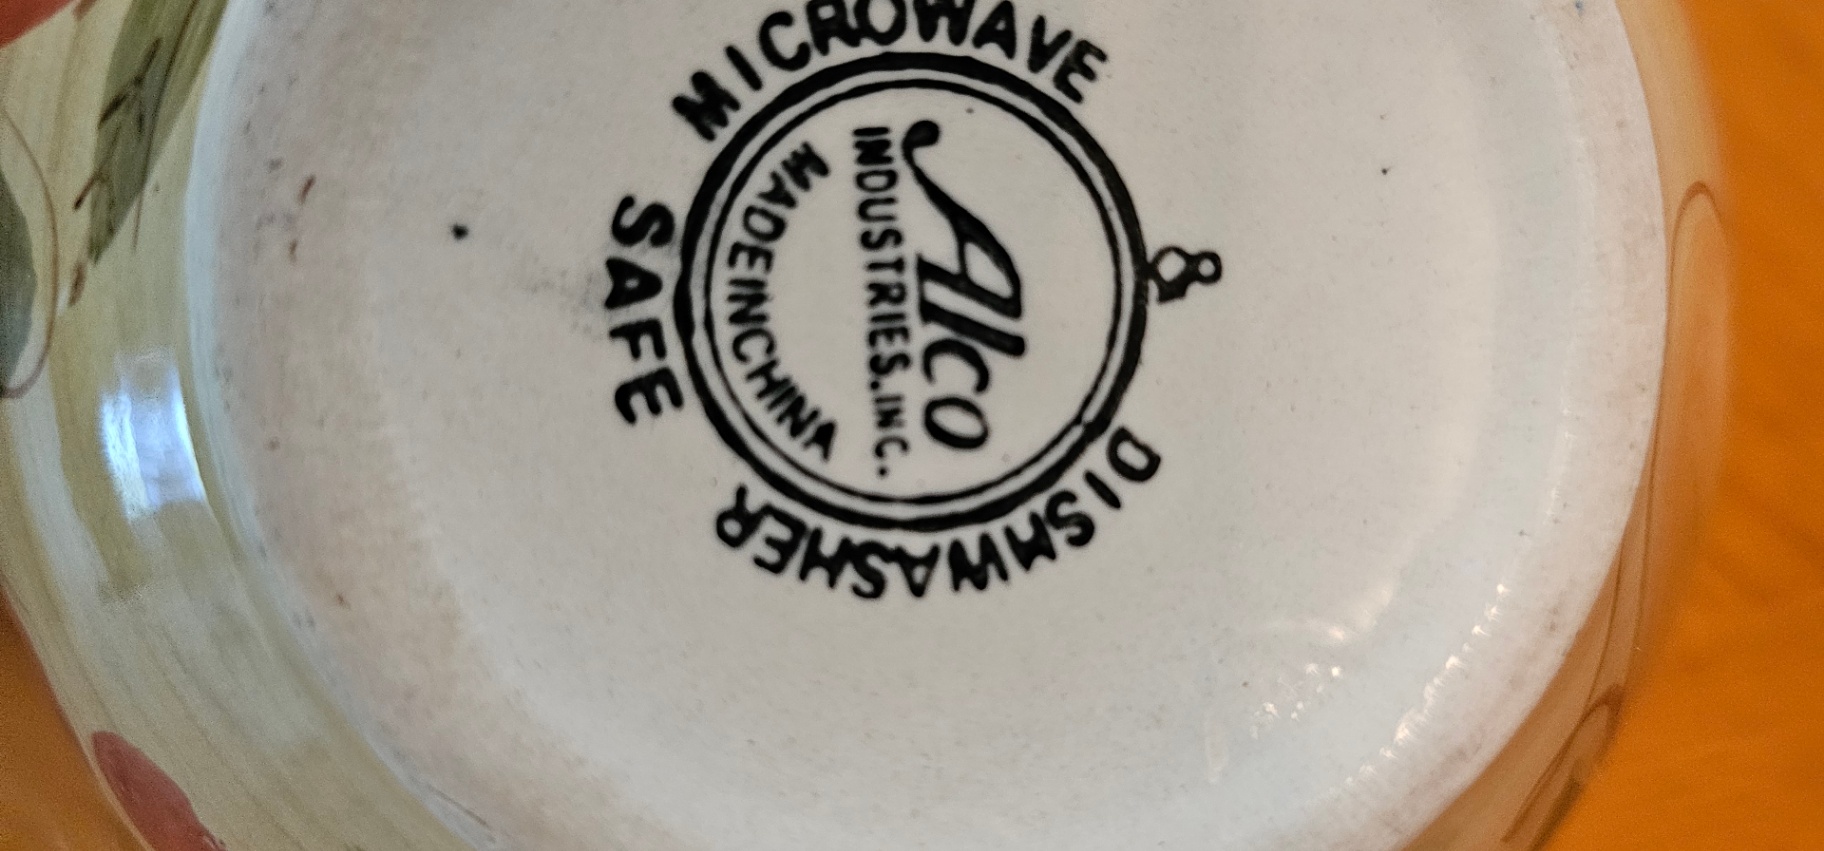 Alco
INDUSTRIES.INC.
MADEINCHINA
DISHWASHER
SAFE
MICROWAVE